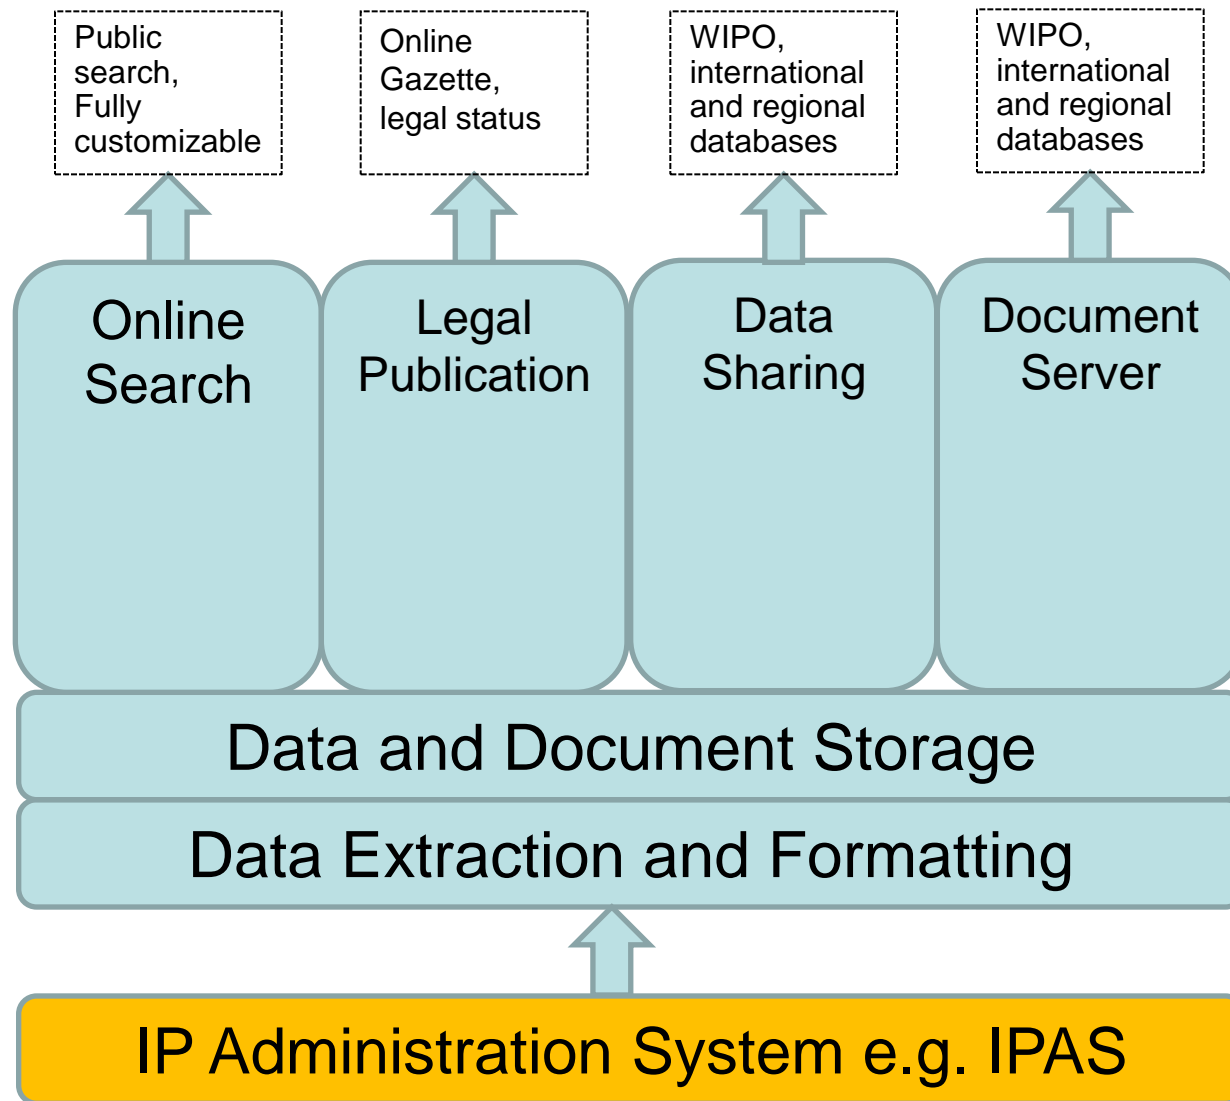 Public
search,
Fully
customizable
Online
Gazette,
legal status
WIPO,
international
and regional
databases
WIPO,
international
and regional
databases
Online
Search
Legal
Publication
Data
Sharing
Document
Server
Data and Document Storage
Data Extraction and Formatting
IP Administration System e.g. IPAS